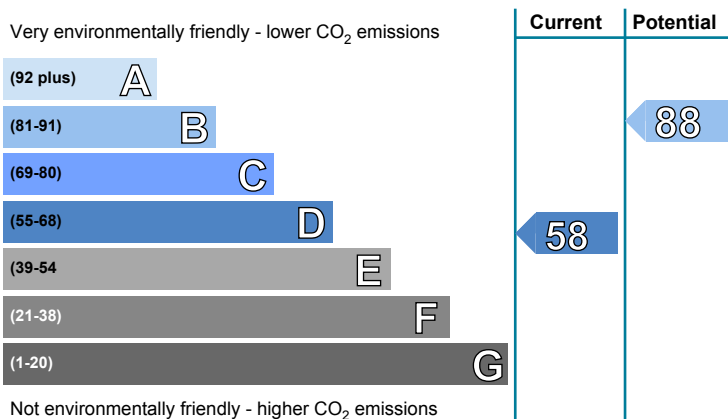 Current Potential
Very environmentally friendly - lower CO2 emissions
(92 plus) A
(81-91) B
88
(69-80) C
(55-68) D
58
(39-54 E
(21-38) F
(1-20) G
Not environmentally friendly - higher CO2 emissions